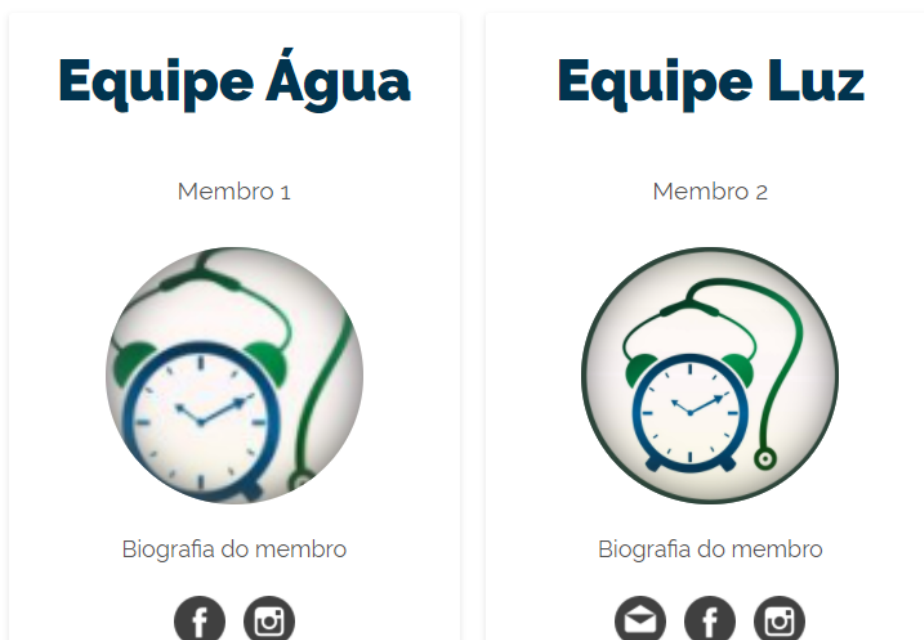 Equipe Água
Membro 1
Biografia do membro
Equipe Luz
Membro 2
Biografia do membro